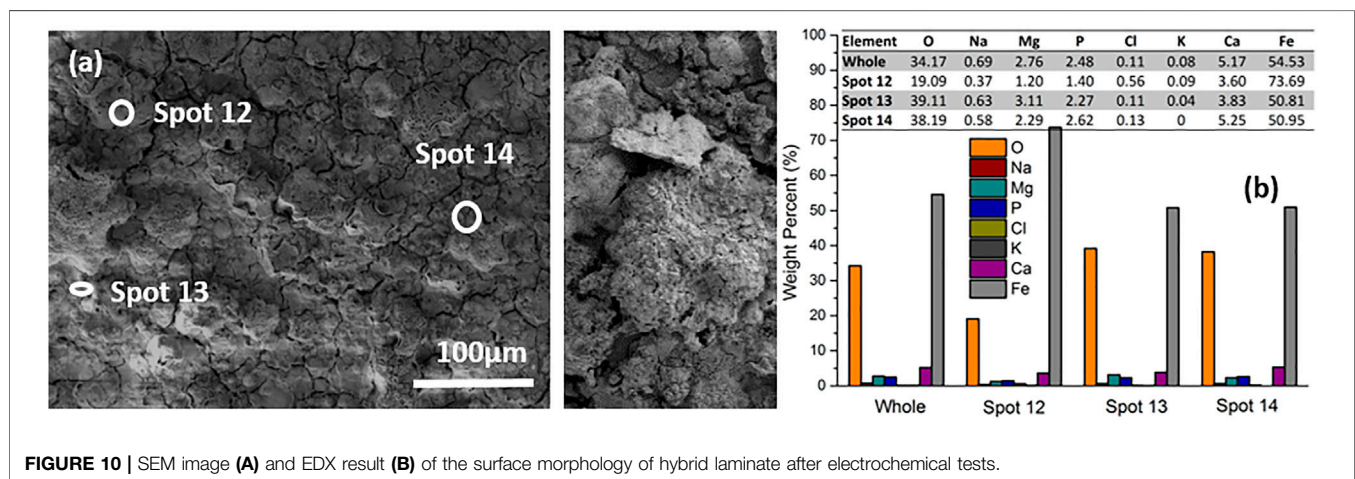 (a)
Spot 12
Spot 14
Spot 13
100μm
Element O Na Mg P Cl K Ca Fe
Whole 34.17 0.69 2.76 2.48 0.11 0.08 5.17 54.53
Spot 12 19.09 0.37 1.20 1.40 0.56 0.09 3.60 73.69
Spot 13 39.11 0.63 3.11 2.27 0.11 0.04 3.83 50.81
Spot 14 38.19 0.58 2.29 2.62 0.13 0 5.25 50.95
Weight Percent (%)
100
90
80
70
60
50
40
30
20
10
0
O
Na
Mg
P
Cl
K
Ca
Fe
(b)
Whole Spot 12 Spot 13 Spot 14
FIGURE 10 | SEM image (A) and EDX result (B) of the surface morphology of hybrid laminate after electrochemical tests.